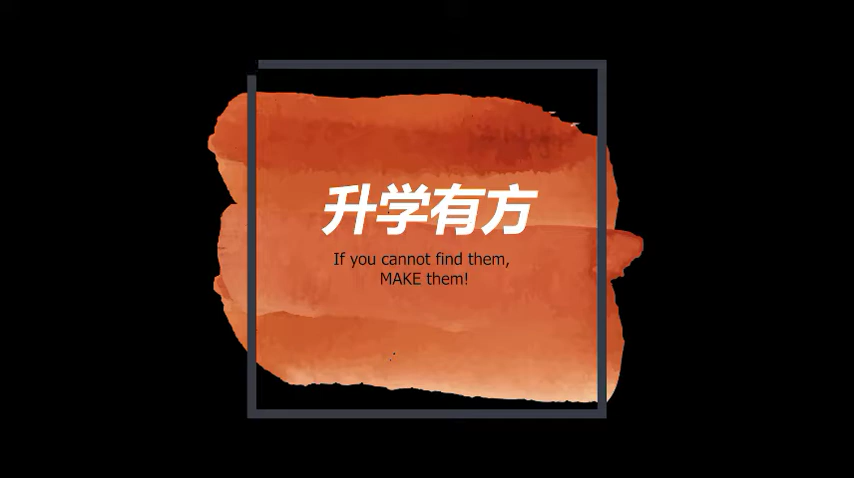 升学有方
If you cannot find them,
MAKE them!